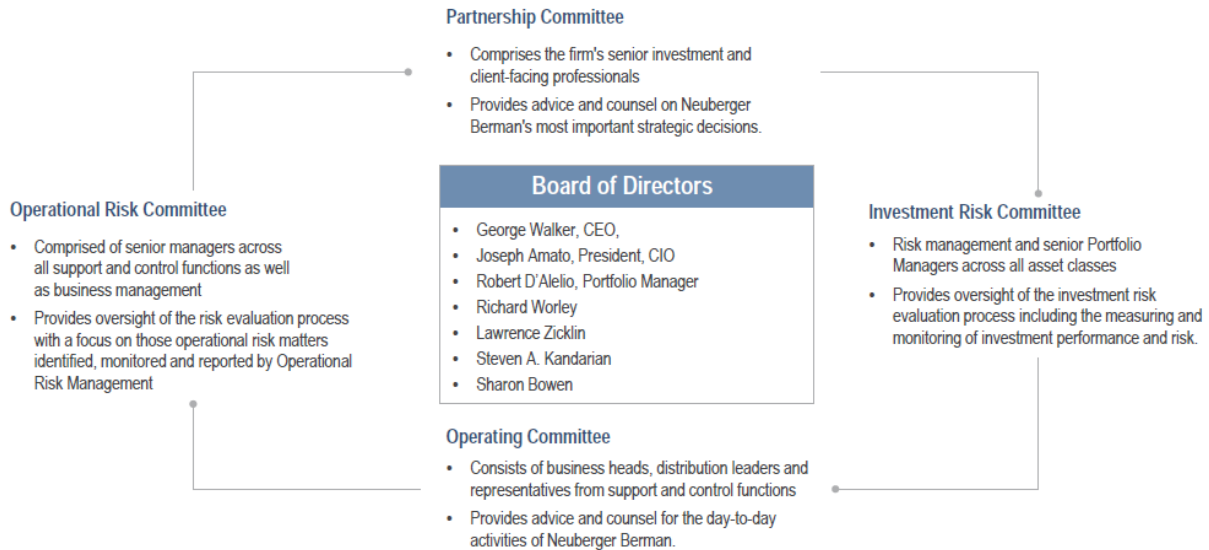 Partnership Committee
• Comprises the firm's senior investment and
client-facing professionals
• Provides advice and counsel on Neuberger
Berman's most important strategic decisions.
Operational Risk Committee
• Comprised of senior managers across
all support and control functions as well
as business management
• Provides oversight of the risk evaluation process
with a focus on those operational risk matters
identified, monitored and reported by Operational
Risk Management
Board of Directors
• George Walker, CEO,
• Joseph Amato, President, CIO
• Robert D'Alelio, Portfolio Manager
• Richard Worley
• Lawrence Zicklin
• Steven A. Kandarian
• Sharon Bowen
Investment Risk Committee
• Risk management and senior Portfolio
Managers across all asset classes
• Provides oversight of the investment risk
evaluation process including the measuring and
monitoring of investment performance and risk.
Operating Committee
• Consists of business heads, distribution leaders and
representatives from support and control functions
• Provides advice and counsel for the day-to-day
activities of Neuberger Berman.